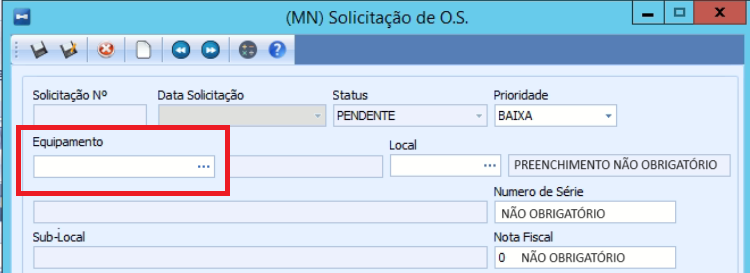 (MN) Solicitação de O.S.
Solicitação Nº Data Solicitação Status Prioridade
PENDENTE BAIXA
Equipamento Local
... ... PREENCHIMENTO NÃO OBRIGATÓRIO
Numero de Série
NÃO OBRIGATÓRIO
Sub-Local Nota Fiscal
0 NÃO OBRIGATÓRIO